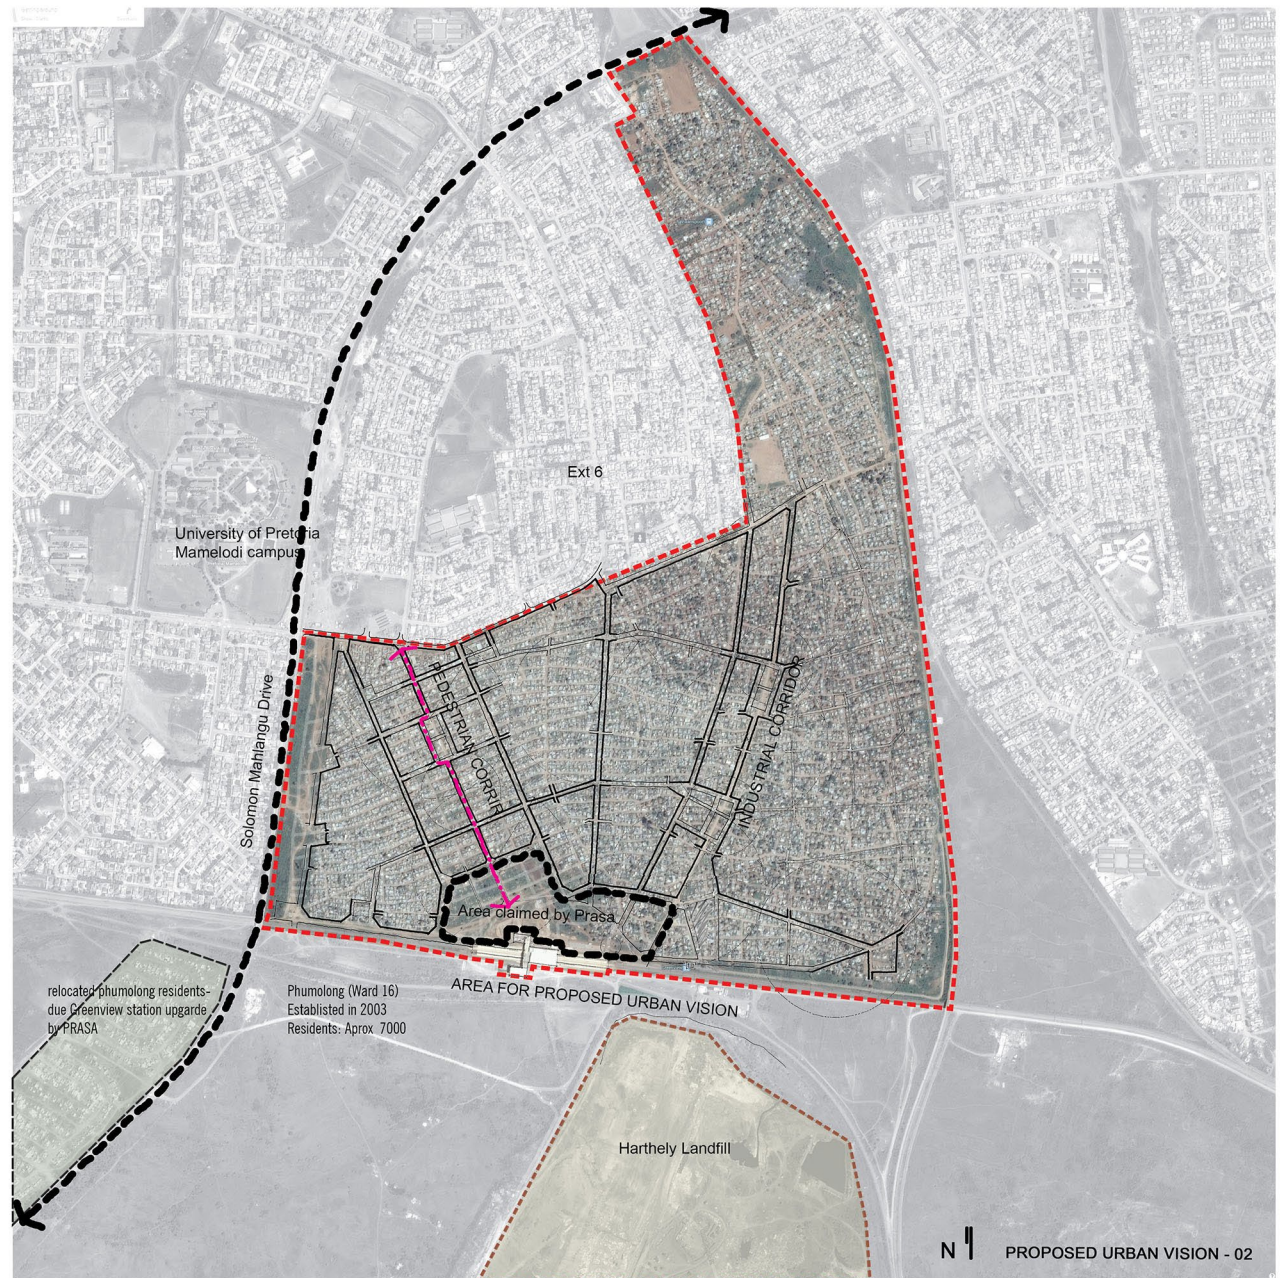 Ext 6
University of Pretoria
Mamelodi campus
PEDESTRIAN CORRIR
INDUSTRIAL CORRIDOR
Solomon Mahlangu Drive
Area claimed by Prasa
AREA FOR PROPOSED URBAN VISION
relocated phumolong residents-
due Greenview station upgarde
by PRASA
Phumolong (Ward 16)
Established in 2003
Residents: Aprox 7000
Harthely Landfill
N
PROPOSED URBAN VISION - 02